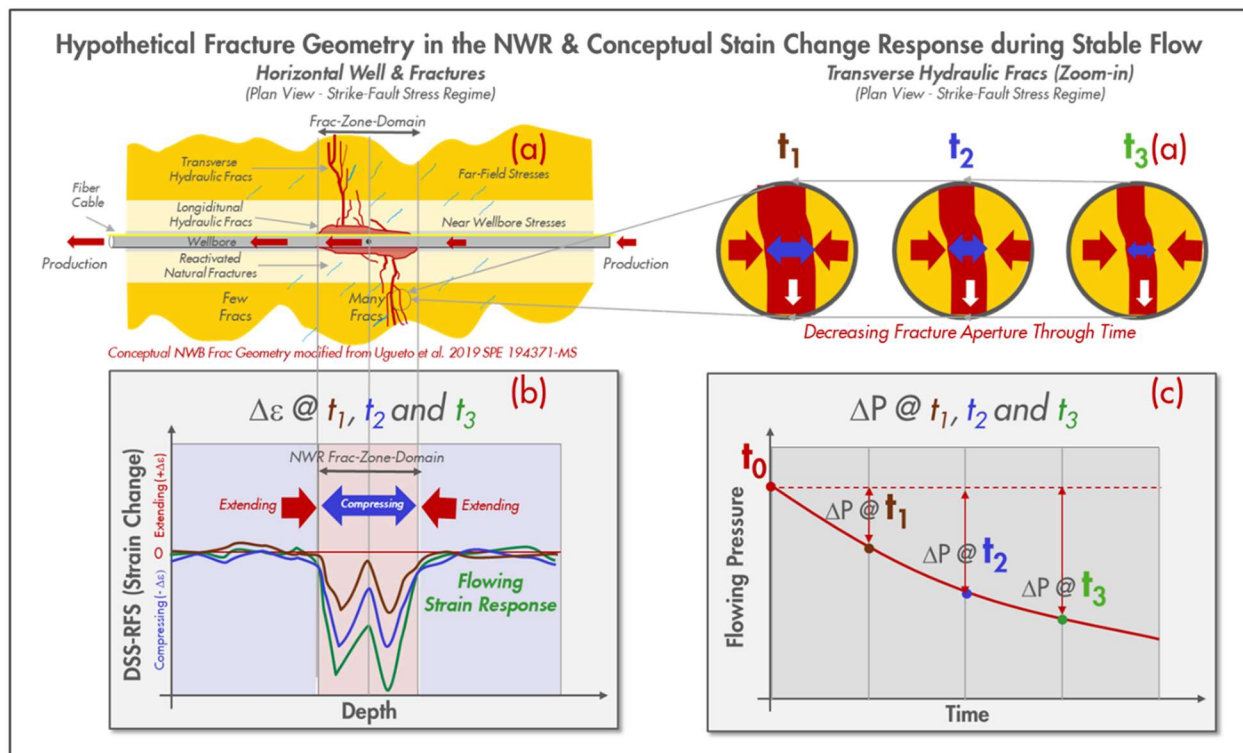 Hypothetical Fracture Geometry in the NWR & Conceptual Stain Change Response during Stable Flow
Horizontal Well & Fractures
(Plan View - Strike-Fault Stress Regime)
Frac-Zone-Domain
(a)
Transverse
Hydraulic Fracs
Far-Field Stresses
Fiber
Cable
Longiditunal
Hydraulic Fracs
Near Wellbore Stresses
Wellbore
Production
Production
Reactivated
Natural Fractures
Few
Fracs
Many
Fracs
Conceptual NWB Frac Geometry modified from Ugueto et al. 2019 SPE 194371-MS
Transverse Hydraulic Fracs (Zoom-in)
(Plan View - Strike-Fault Stress Regime)
t1
t2
t3(a)
Decreasing Fracture Aperture Through Time
(b)
Δε @ t1, t2 and t3
NWR Frac-Zone-Domain
Extending
Compressing
Extending
Flowing
Strain Response
DSS-RFS (Strain Change)
Extending (+Δε)
0
Compressing (- Δε)
Depth
(c)
ΔP @ t1, t2 and t3
t0
ΔP @ t1
ΔP @ t2
ΔP @ t3
Flowing Pressure
Time